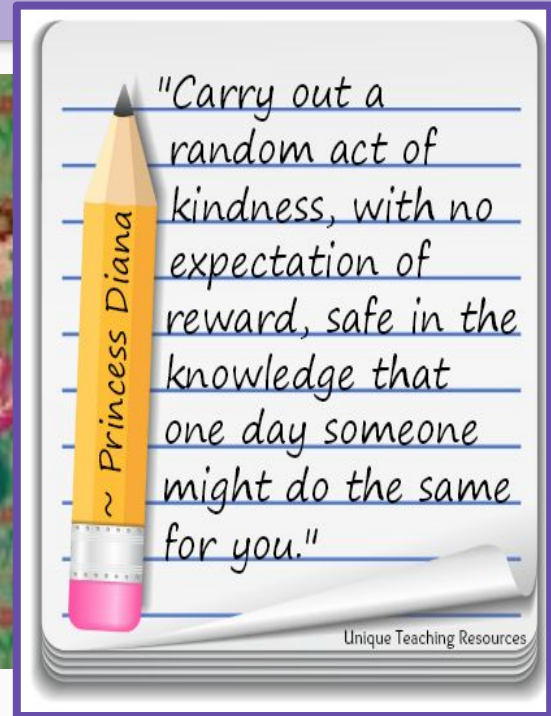 "Carry out a
random act of
kindness, with no
expectation of
reward, safe in the
knowledge that
one day someone
might do the same
for you."
~ Princess Diana
Unique Teaching Resources